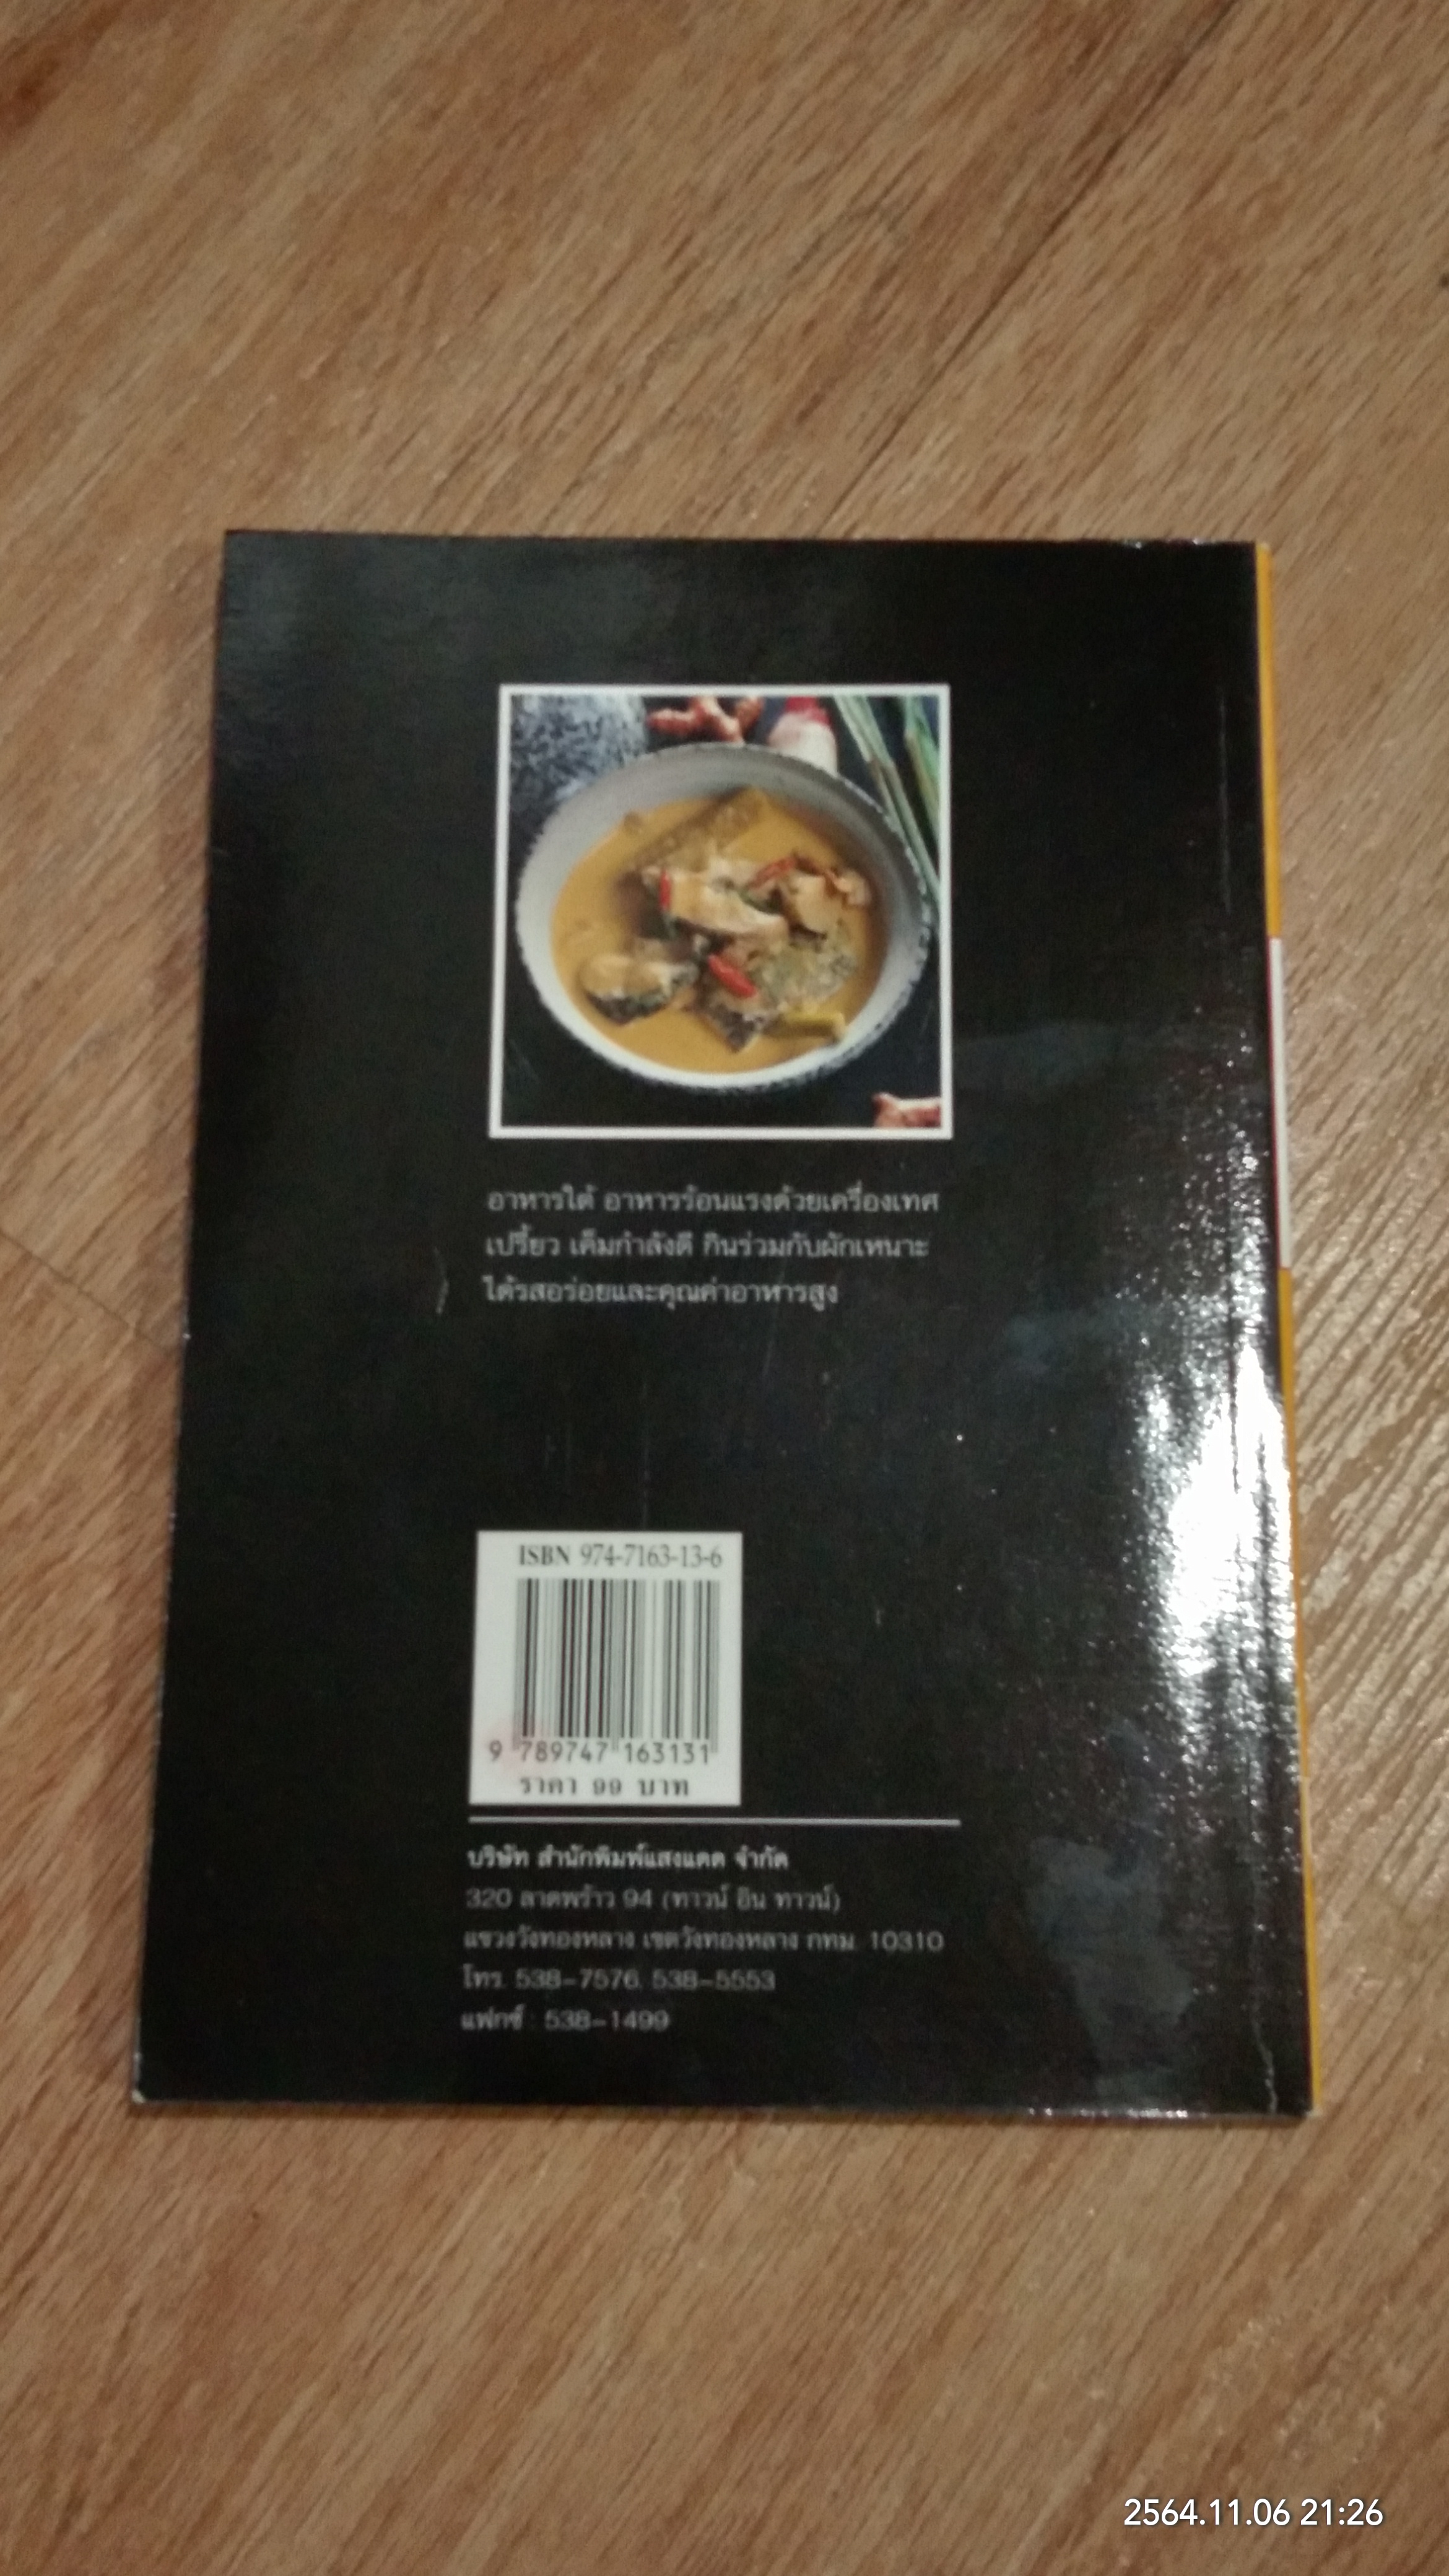 อาหารใต้ อาหารร้อนแรงด้วยเครื่องเทศ
เปรี้ยว เค็มกำลังดี กินร่วมกับผักเหนาะ
ได้รสอร่อยและคุณค่าอาหารสูง
ISBN 974-7163-13-6
9 789747 163131
ราคา 99 บาท
บริษัท สำนักพิมพ์แสงแดด จำกัด
320 ลาดพร้าว 94 (ทาวน์ อิน ทาวน์)
แขวงวังทองหลาง เขตวังทองหลาง กทม. 10310
โทร. 538-7576, 538-5553
แฟกซ์ : 538-1499
2564.11.06 21:26